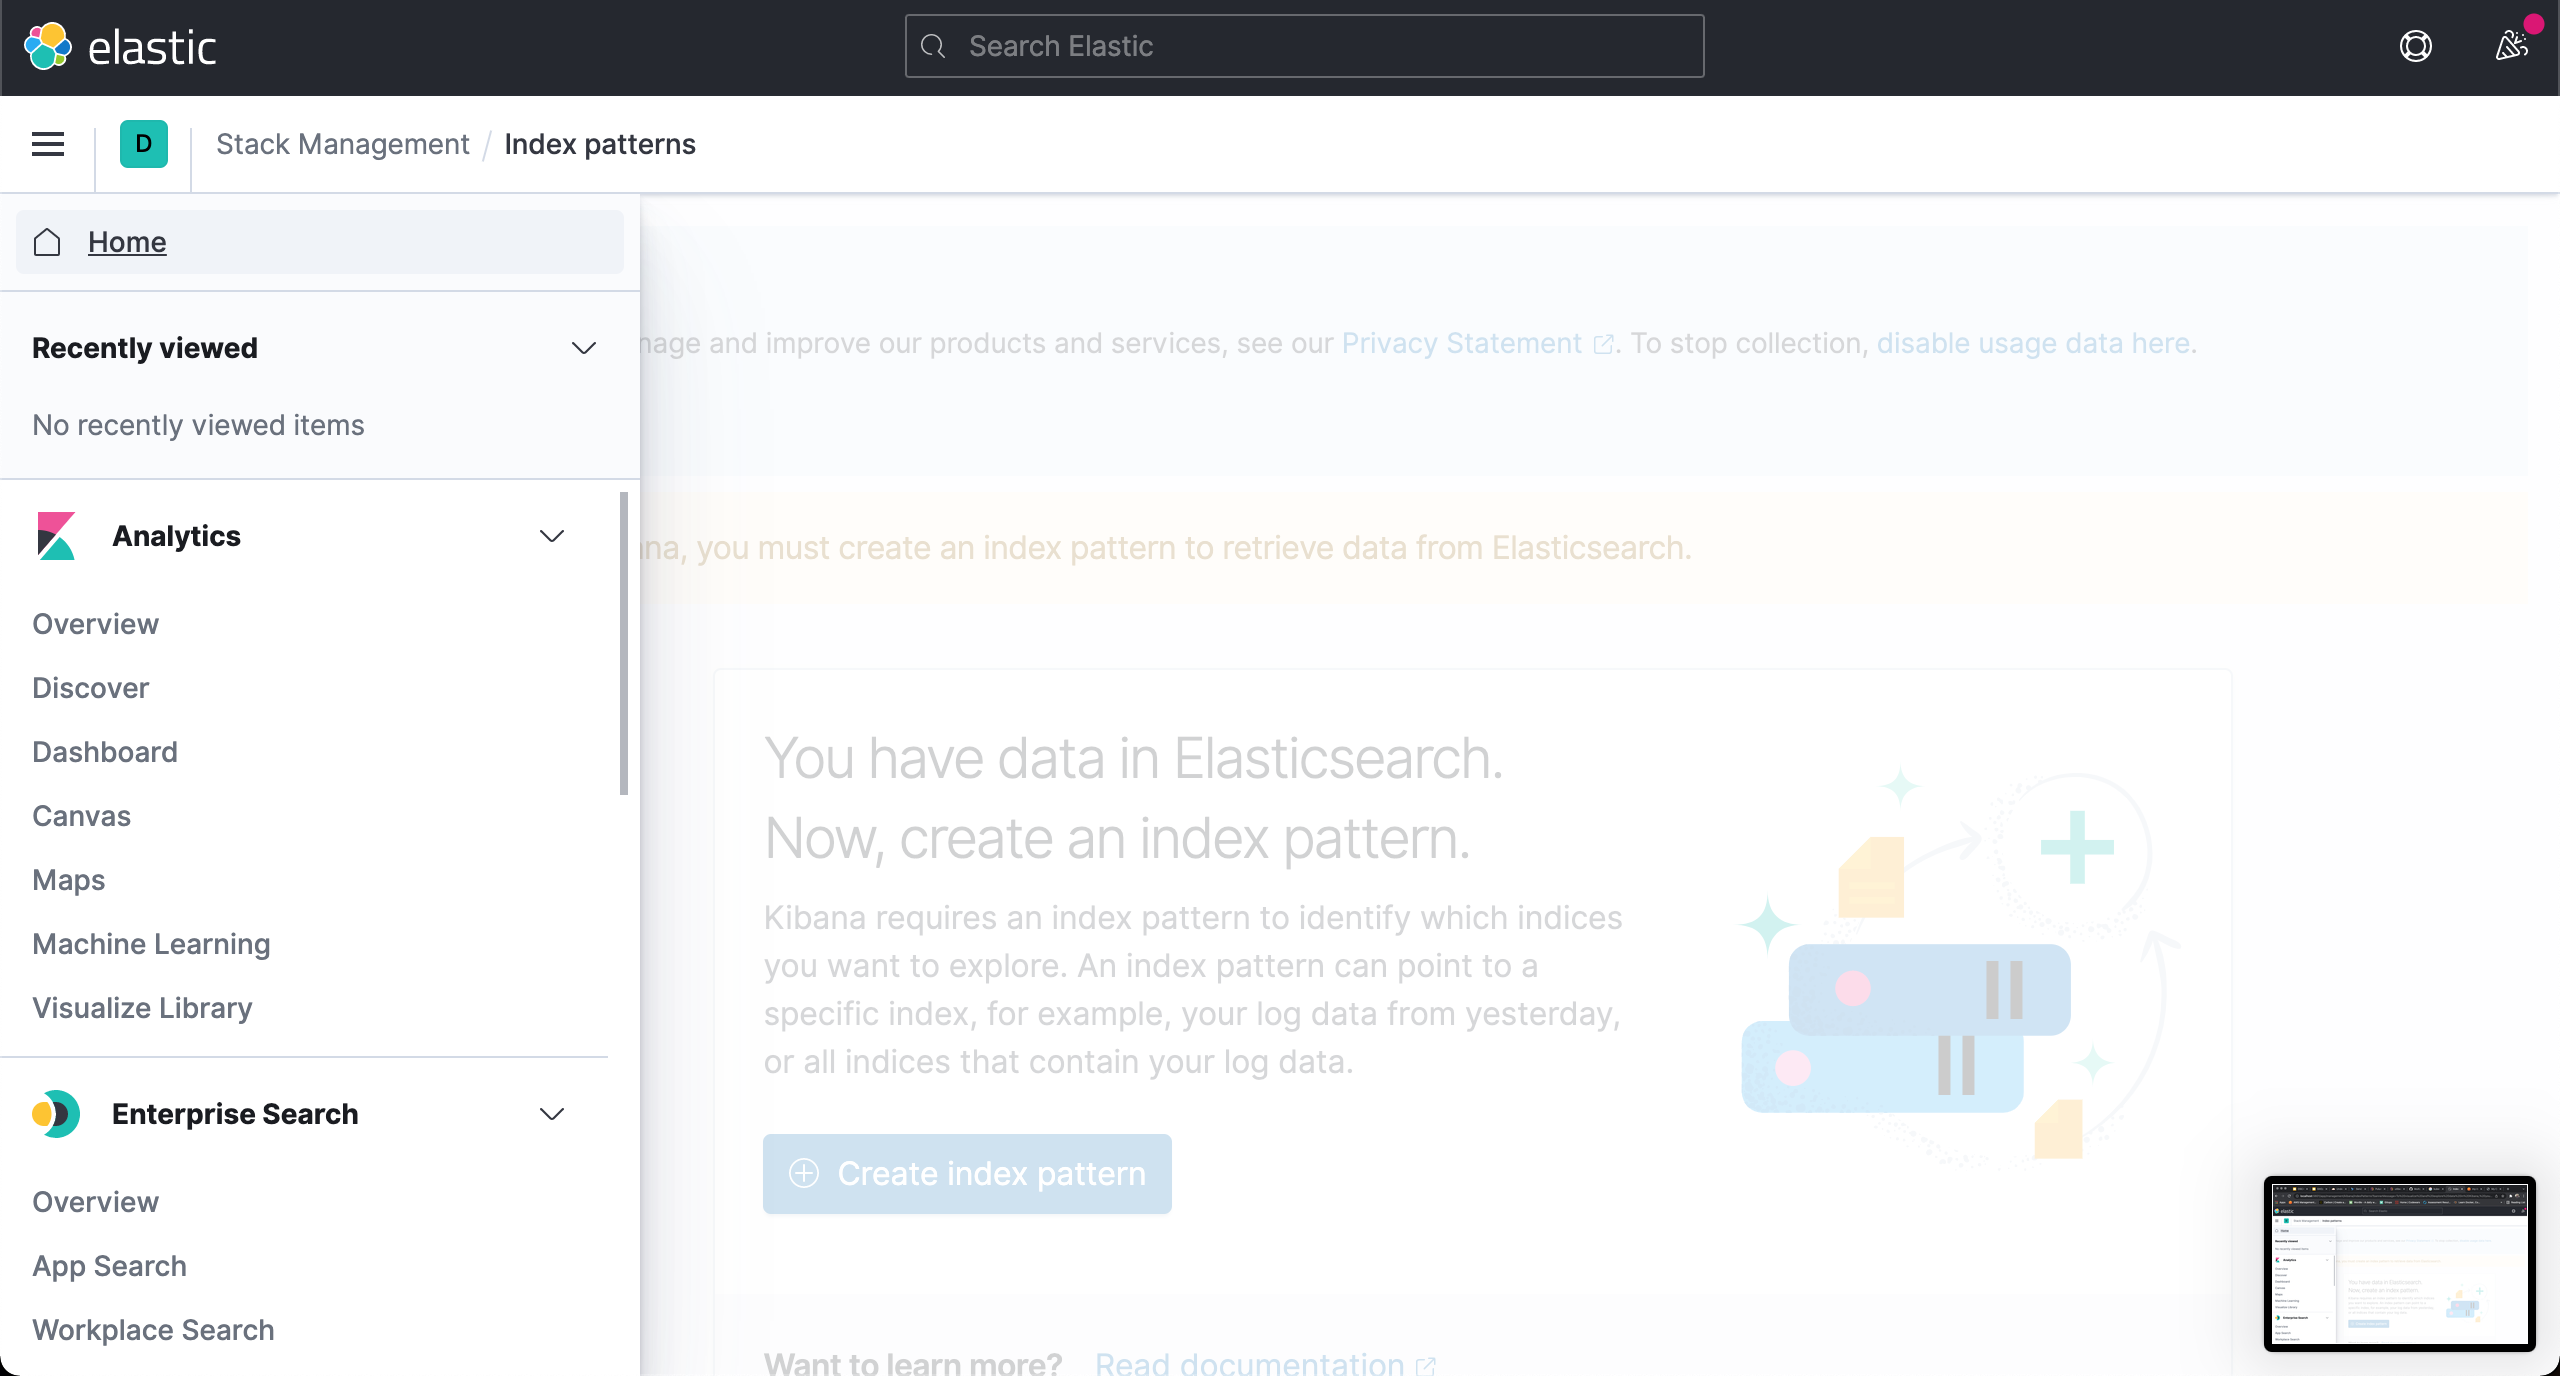 elastic
Search Elastic
D
Stack Management / Index patterns
Home
Recently viewed
No recently viewed items
Analytics
Overview
Discover
Dashboard
Canvas
Maps
Machine Learning
Visualize Library
Enterprise Search
Overview
App Search
Workplace Search
nage and improve our products and services, see our Privacy Statement . To stop collection, disable usage data here.
na, you must create an index pattern to retrieve data from Elasticsearch.
You have data in Elasticsearch.
Now, create an index pattern.
Kibana requires an index pattern to identify which indices
you want to explore. An index pattern can point to a
specific index, for example, your log data from yesterday,
or all indices that contain your log data.
Create index pattern
Want to learn more? Read documentation